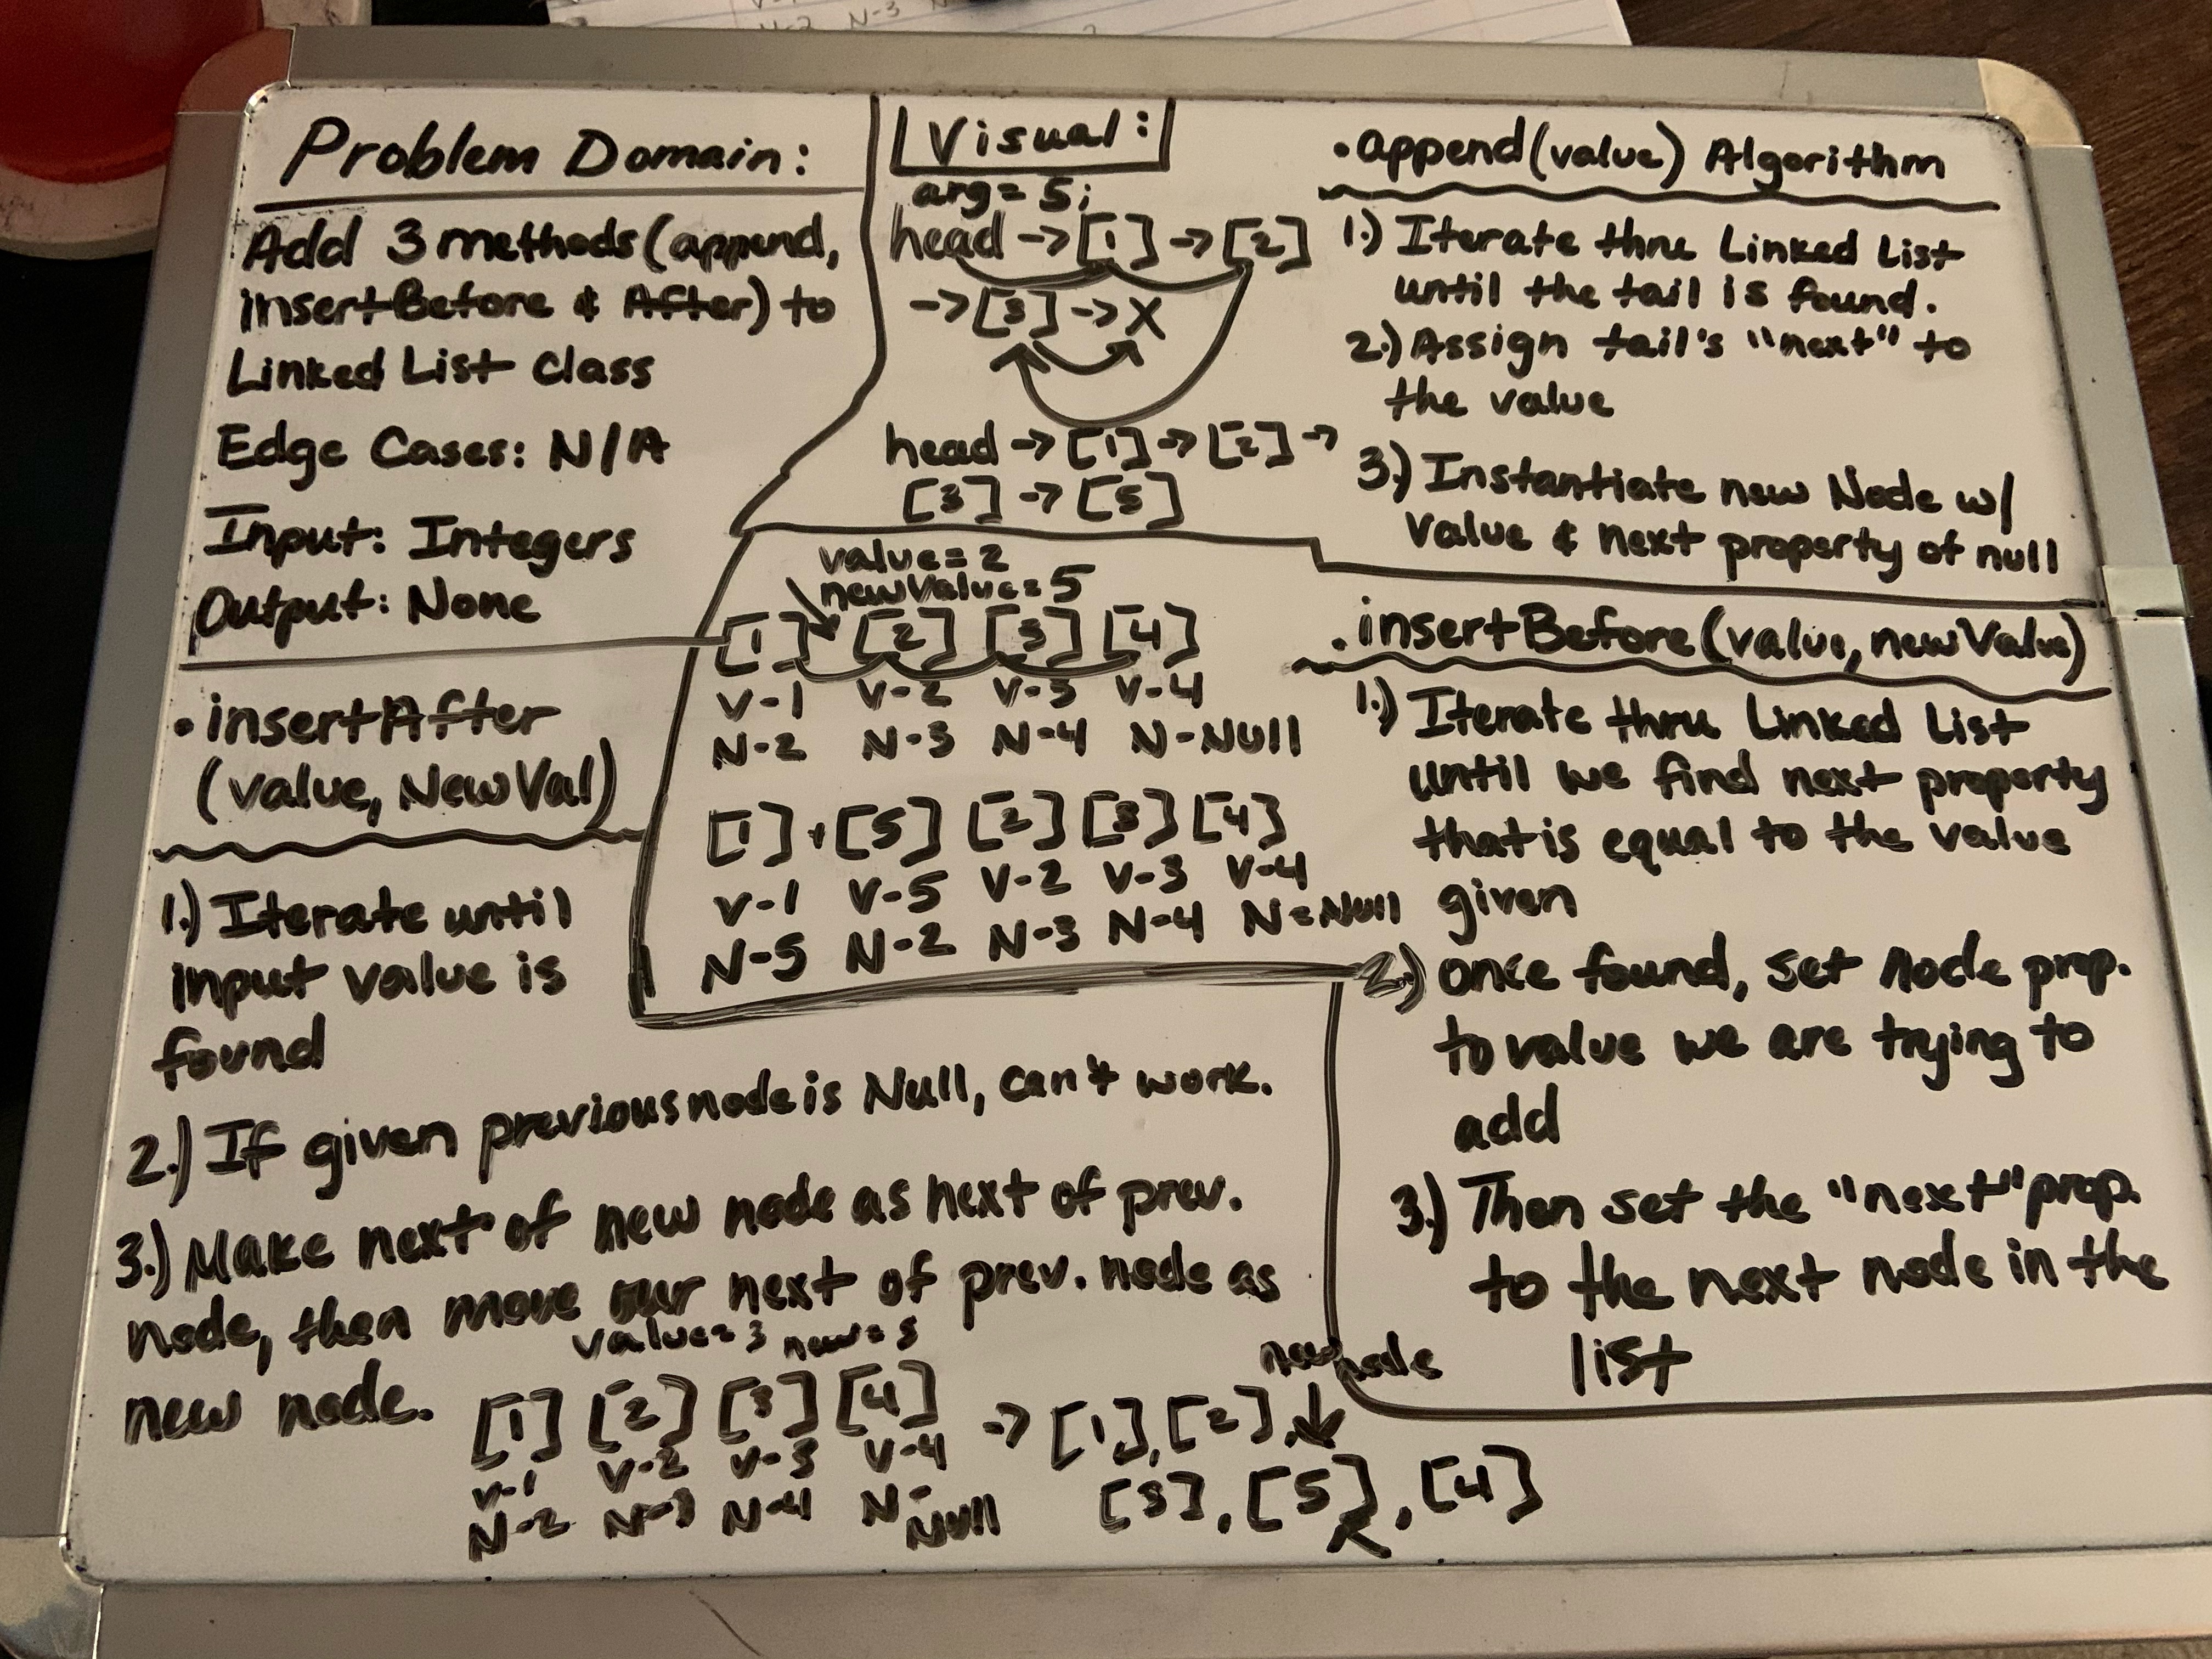 Problem Domain:
Add 3 methods (append,
insertBefore & After) to
Linked List class
Edge Cases: N/A
Input: Integers
Output: None
Visual:
arg = 5;
head -> [1] -> [2]
-> [3] -> X
head -> [1] -> [2] ->
[3] -> [5]
• append(value) Algorithm
1.) Iterate thru Linked List
until the tail is found.
2.) Assign tail's "next" to
the value
3.) Instantiate new Node w/
value & next property of null
value = 2
newValue = 5
[1] [2] [3] [4]
V-1 V-2 V-3 V-4
N-2 N-3 N-4 N-Null
[1] [5] [2] [3] [4]
V-1 V-5 V-2 V-3 V-4
N-5 N-2 N-3 N-4 N=Null
• insertBefore(value, newValue)
1.) Iterate thru Linked List
until we find next property
that is equal to the value
given
2.) once found, set node prop.
to value we are trying to
add
3.) Then set the "next" prop.
to the next node in the
list
• insertAfter
(value, NewVal)
1.) Iterate until
input value is
found
2.) If given previous node is Null, can't work.
3.) Make next of new node as next of prev.
node, then move our next of prev. node as
new node.
value = 3 new = 5
[1] [2] [3] [4] -> [1], [2],
V-1 V-2 V-3 V-4
N-2 N-3 N-4 N-Null
new node
[3], [5], [4]